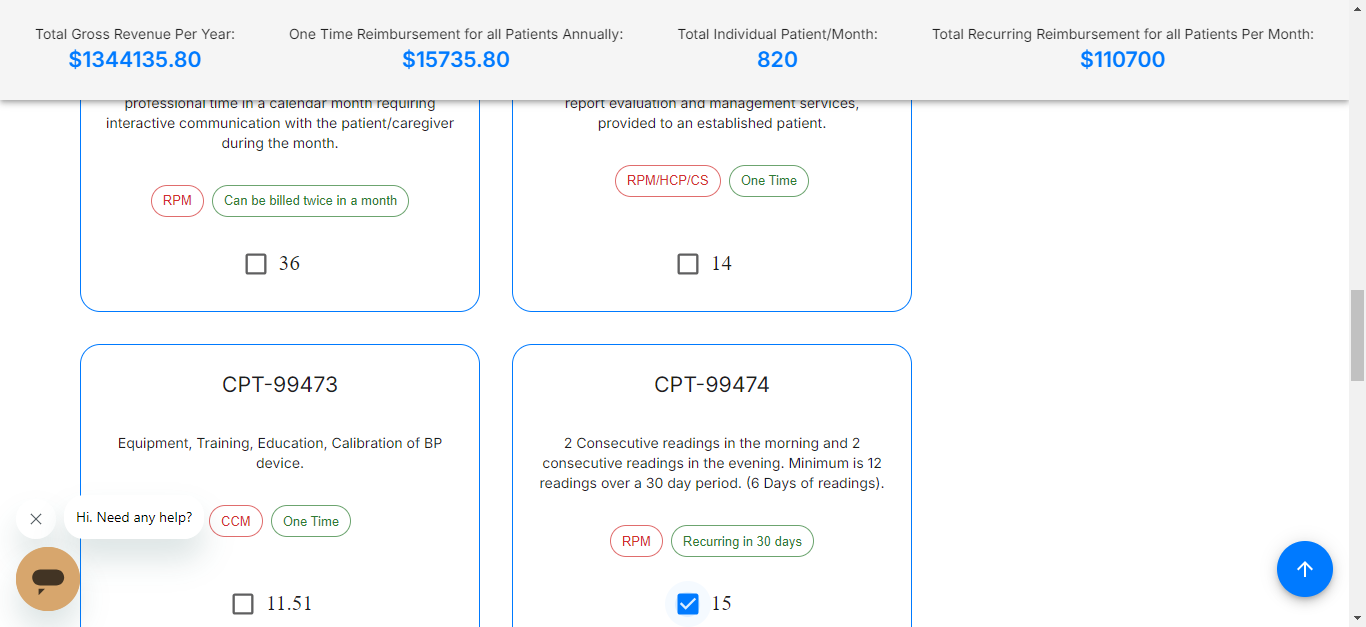 Total Gross Revenue Per Year:
$1344135.80
One Time Reimbursement for all Patients Annually:
$15735.80
Total Individual Patient/Month:
820
Total Recurring Reimbursement for all Patients Per Month:
$110700
professional time in a calendar month requiring
interactive communication with the patient/caregiver
during the month.
RPM
Can be billed twice in a month
36
report evaluation and management services,
provided to an established patient.
RPM/HCP/CS
One Time
14
CPT-99473
Equipment, Training, Education, Calibration of BP
device.
CCM
One Time
11.51
CPT-99474
2 Consecutive readings in the morning and 2
consecutive readings in the evening. Minimum is 12
readings over a 30 day period. (6 Days of readings).
RPM
Recurring in 30 days
15
Hi. Need any help?